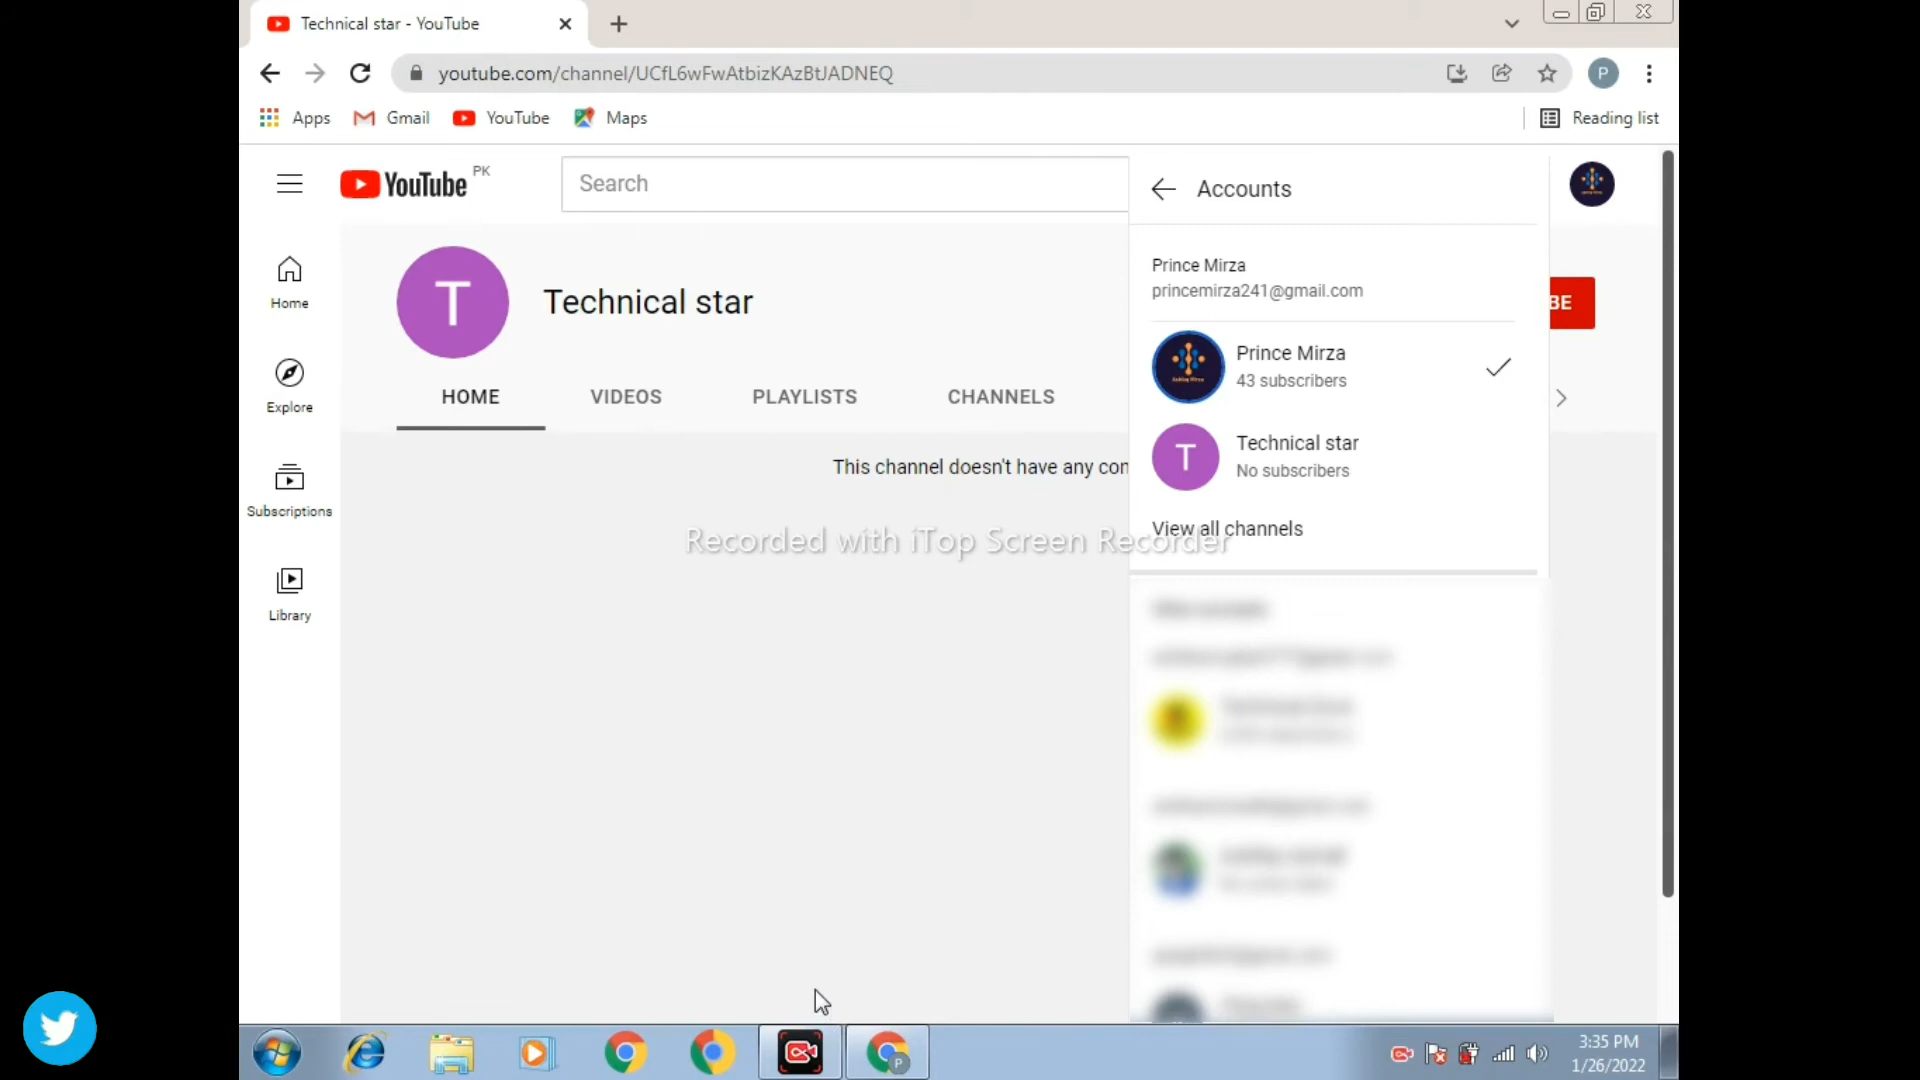 Technical star - YouTube
youtube.com/channel/UCfL6wFwAtbizKAzBtJADNEQ
P
Apps
Gmail
YouTube
Maps
Reading list
YouTube PK
Search
Accounts
Prince Mirza
princemirza241@gmail.com
T
Technical star
BE
Prince Mirza
43 subscribers
HOME
VIDEOS
PLAYLISTS
CHANNELS
T
Technical star
No subscribers
This channel doesn't have any con
View all channels
Home
Explore
Subscriptions
Library
Recorded with iTop Screen Recorder
P
3:35 PM
1/26/2022